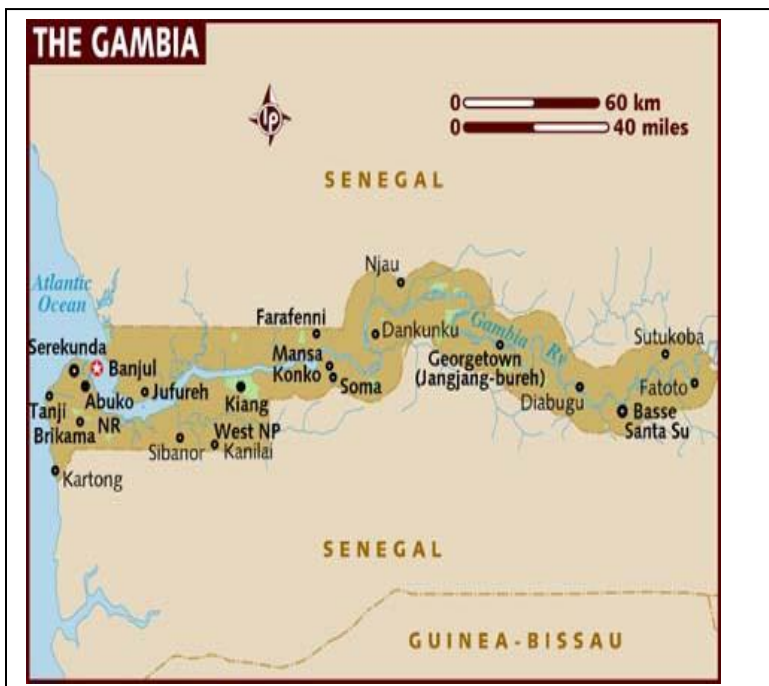 THE GAMBIA
0 60 km
0 40 miles
lp
SENEGAL
Njau
Atlantic
Ocean
Farafenni
Dankunku
Gambia Rv
Sutukoba
Serekunda
Banjul
Mansa
Konko
Georgetown
(Jangjang-bureh)
Soma
Fatoto
Jufureh
Diabugu
Abuko
NR
Kiang
West NP
Tanji
Basse
Santa Su
Brikama
Sibanor
Kanilai
Kartong
SENEGAL
GUINEA-BISSAU